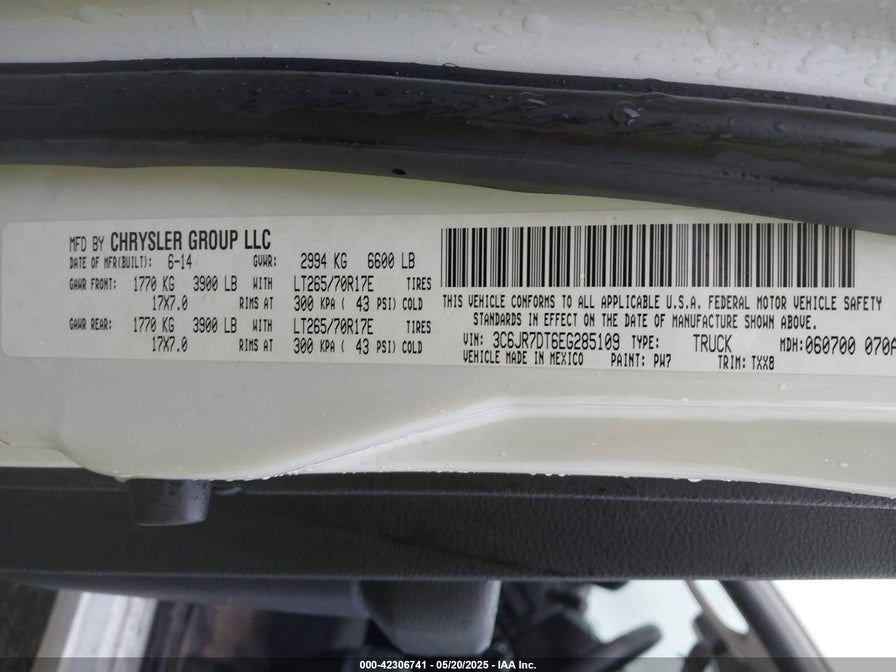 MFD BY CHRYSLER GROUP LLC
DATE OF MFR(BUILT): 6-14 GVWR: 2994 KG 6600 LB
GAWR FRONT: 1770 KG 3900 LB WITH LT265/70R17E TIRES
17X7.0 RIMS AT 300 KPA ( 43 PSI) COLD
GAWR REAR: 1770 KG 3900 LB WITH LT265/70R17E TIRES
17X7.0 RIMS AT 300 KPA ( 43 PSI) COLD
THIS VEHICLE CONFORMS TO ALL APPLICABLE U.S.A. FEDERAL MOTOR VEHICLE SAFETY
STANDARDS IN EFFECT ON THE DATE OF MANUFACTURE SHOWN ABOVE.
VIN: 3C6JR7DT6EG285109 TYPE: TRUCK MDH: 060700 070A
VEHICLE MADE IN MEXICO PAINT: PW7 TRIM: TXX8
000-42306741 — 05/20/2025 — IAA Inc.